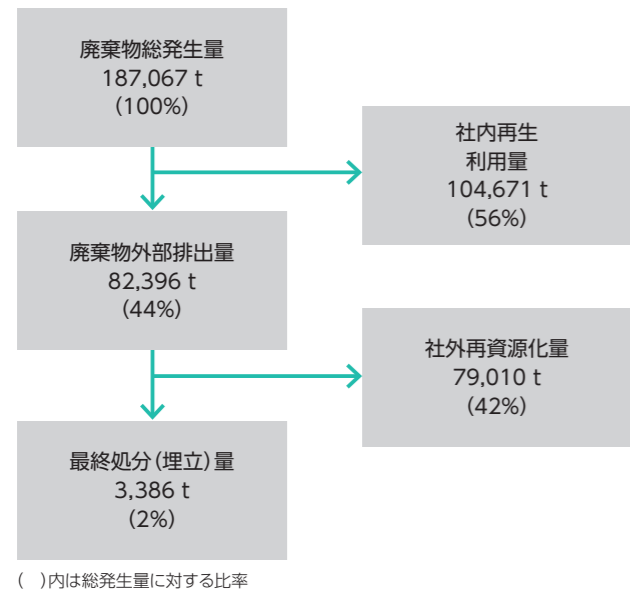 廃棄物総発生量
187,067 t
(100%)
社内再生
利用量
104,671 t
(56%)
廃棄物外部排出量
82,396 t
(44%)
社外再資源化量
79,010 t
(42%)
最終処分(埋立)量
3,386 t
(2%)
(　)内は総発生量に対する比率